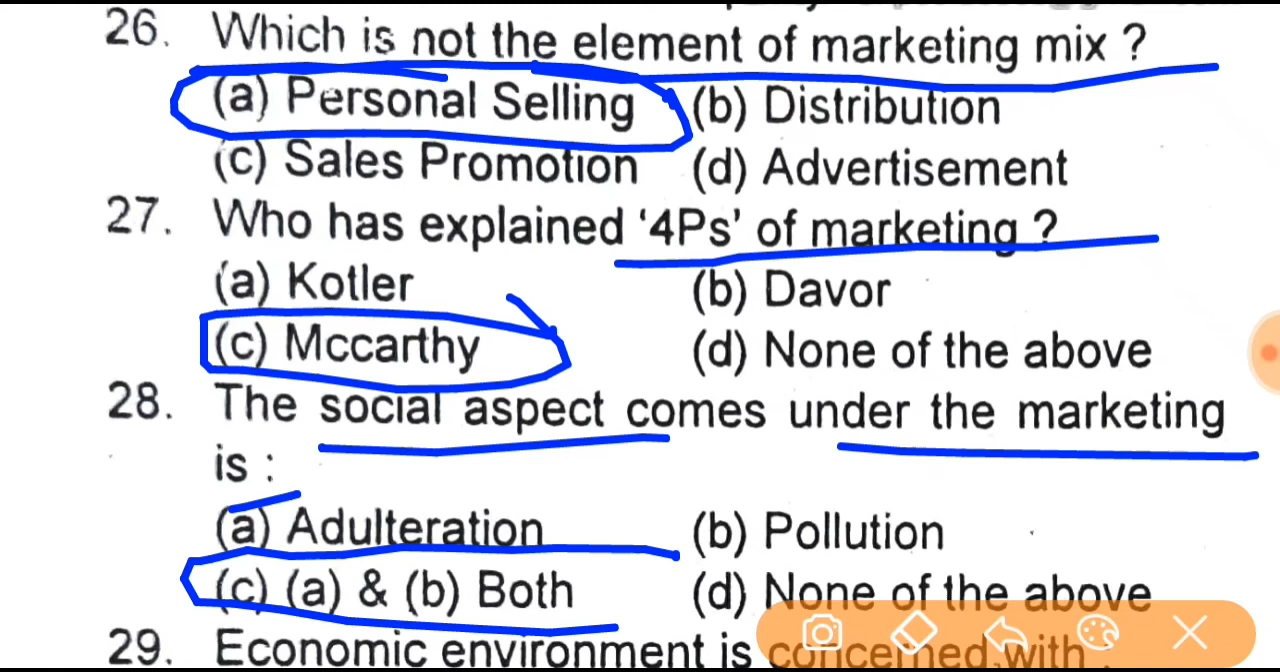 26. Which is not the element of marketing mix ?
(a) Personal Selling (b) Distribution
(c) Sales Promotion (d) Advertisement
27. Who has explained ‘4Ps’ of marketing ?
(a) Kotler (b) Davor
(c) Mccarthy (d) None of the above
28. The social aspect comes under the marketing
is :
(a) Adulteration (b) Pollution
(c) (a) & (b) Both (d) None of the above
29. Economic environment is concerned with